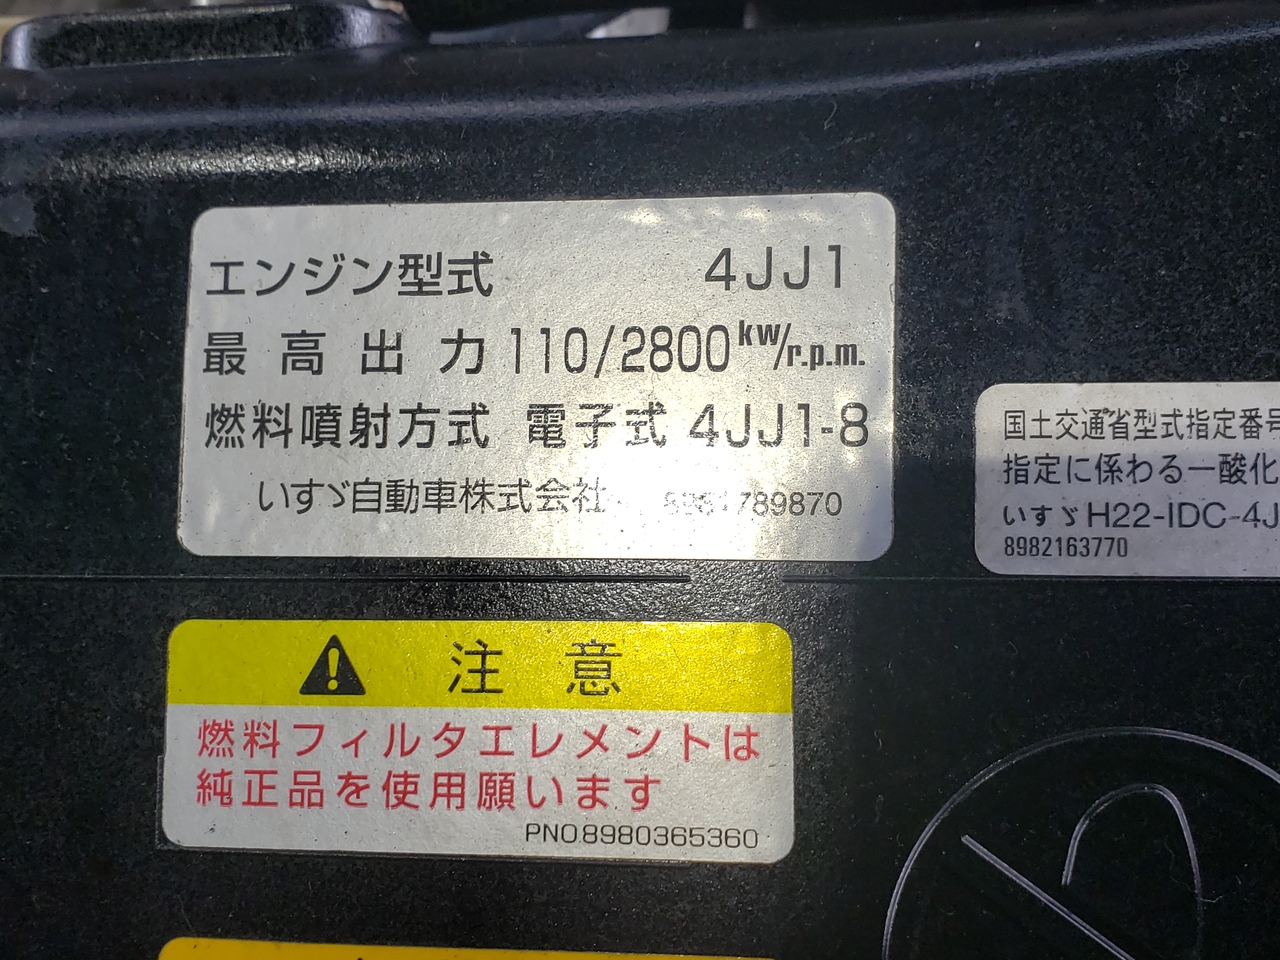 エンジン型式 4JJ1
最高出力 110/2800 kW/r.p.m.
燃料噴射方式 電子式 4JJ1-8
いすゞ自動車株式会社
国土交通省型式指定番号
指定に係わる一酸化
いすゞ H22-IDC-4J
8982163770
注意
燃料フィルタエレメントは
純正品を使用願います
PNO.8980365360